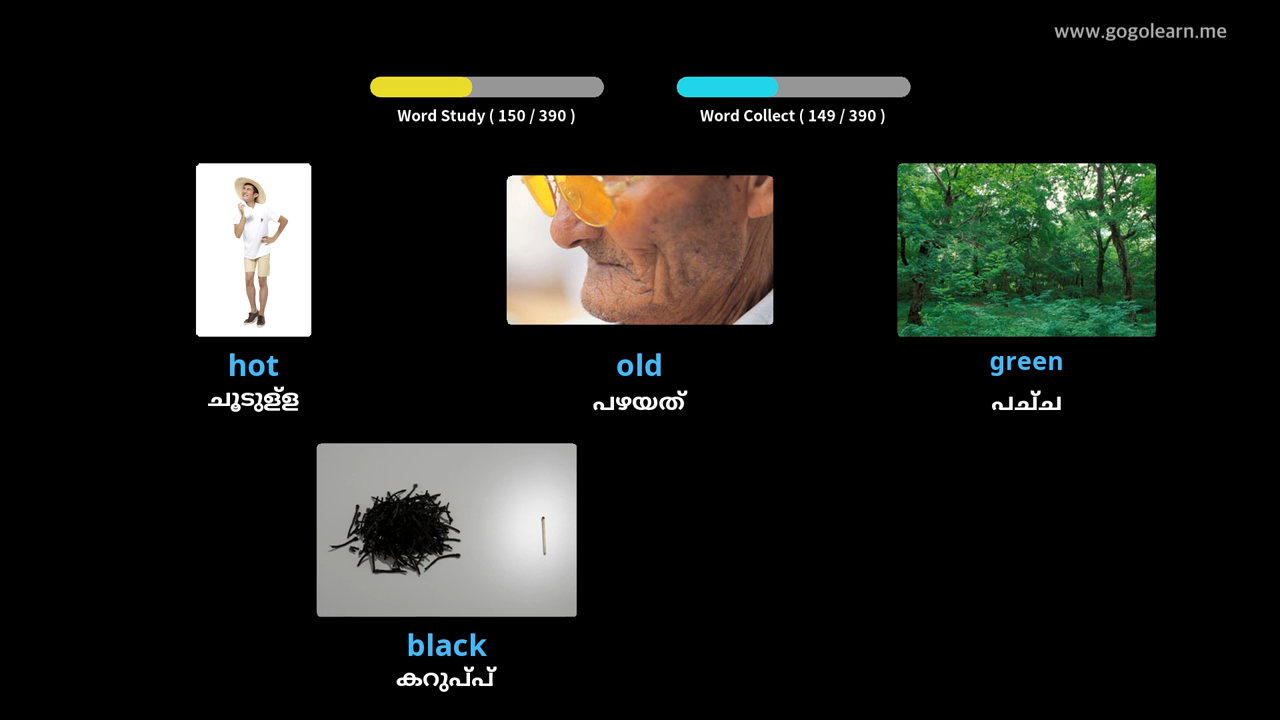 www.gogolearn.me
Word Study ( 150 / 390 )
Word Collect ( 149 / 390 )
hot
ചൂടുള്ള
old
പഴയത്
green
പച്ച
black
കറുപ്പ്